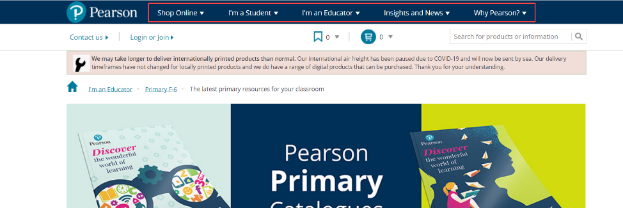 Pearson Shop Online I'm a Student I'm an Educator Insights and News Why Pearson?
Contact us Login or Join 0 0 Search for products or information
We may take longer to deliver internationally printed products than normal. Our international air freight has been paused due to COVID-19 and will now be sent by sea. Our delivery
timeframes have not changed for locally printed products and we do have a range of digital products that can be purchased. Thank you for your understanding.
I'm an Educator Primary F-6 The latest primary resources for your classroom
Pearson
Discover
the wonderful
world of
learning
Pearson
Primary
Catalogues
Pearson
Discover
the wonderful
world of
learning